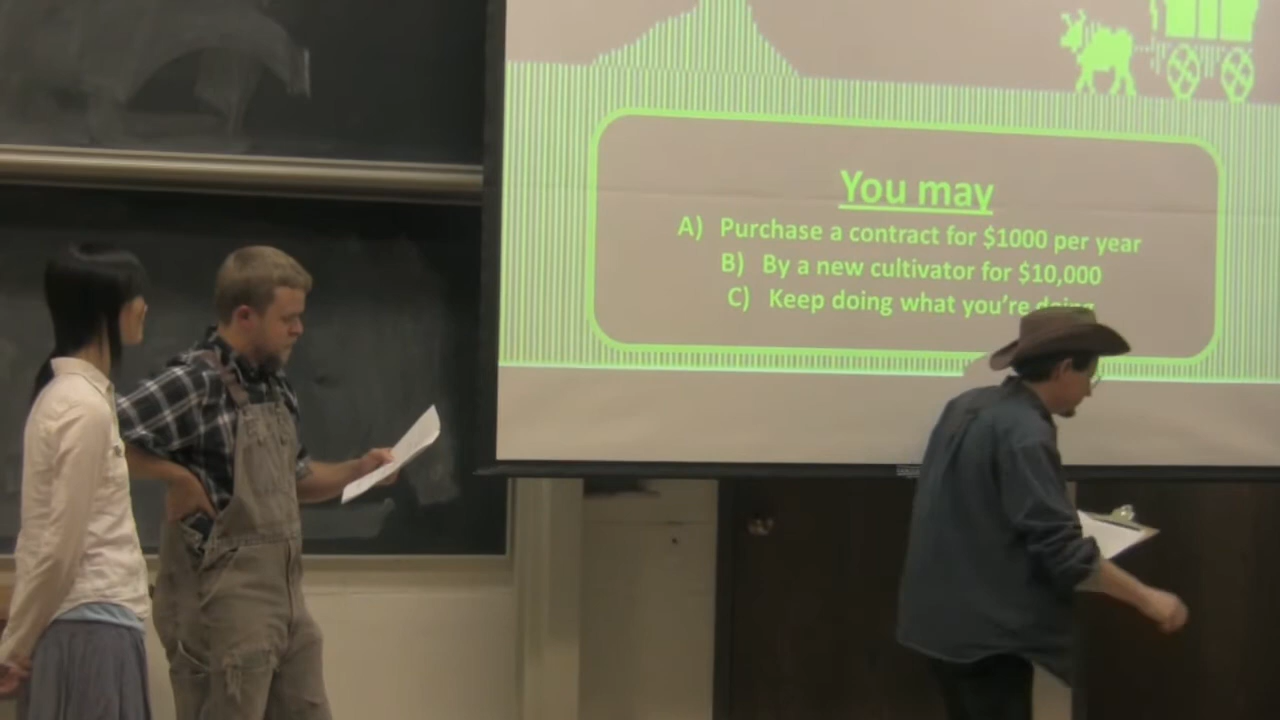 You may
A) Purchase a contract for $1000 per year
B) By a new cultivator for $10,000
C) Keep doing what you're doing